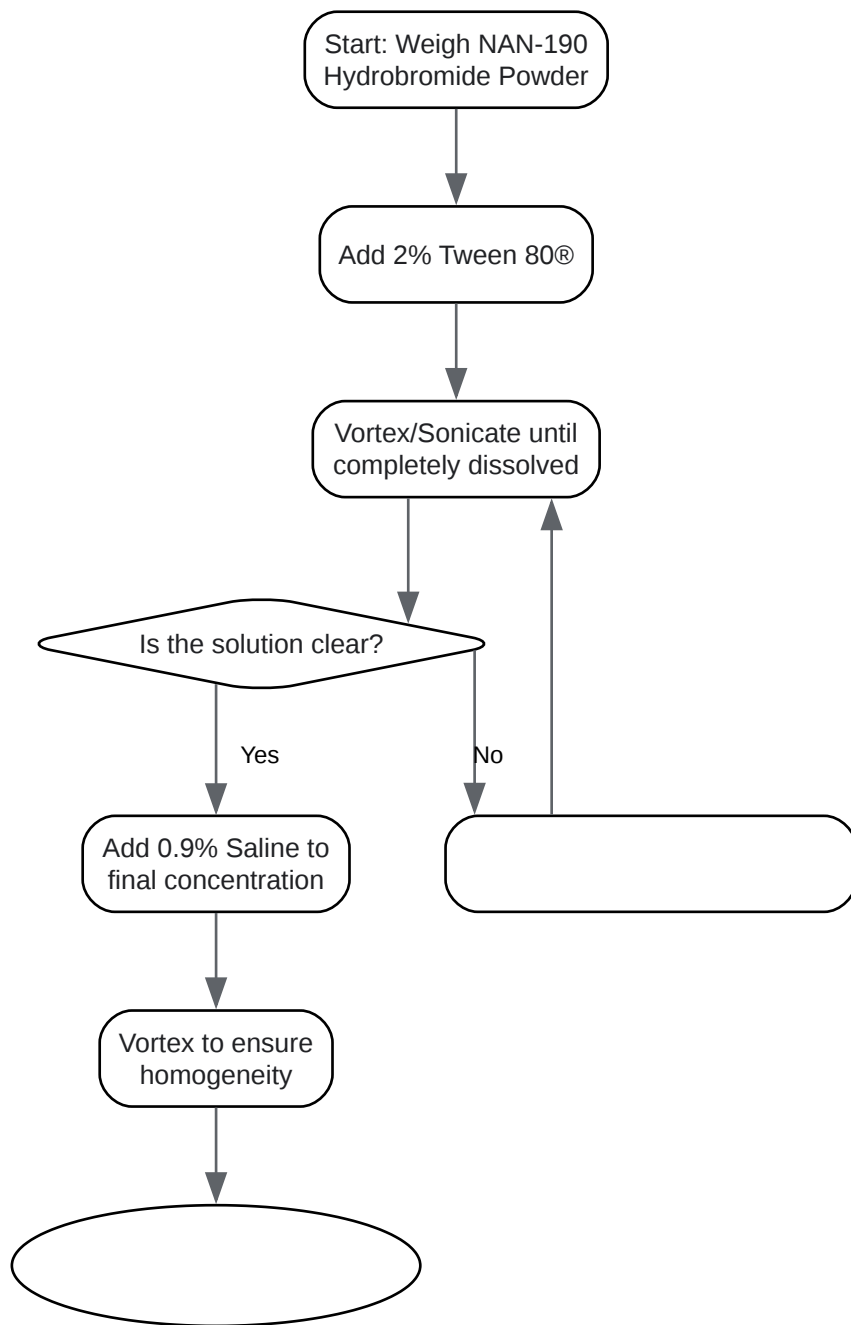 Start: Weigh NAN-190
Hydrobromide Powder
Add 2% Tween 80®
Vortex/Sonicate until
completely dissolved
Is the solution clear?
Yes
No
Add 0.9% Saline to
final concentration
Vortex to ensure
homogeneity